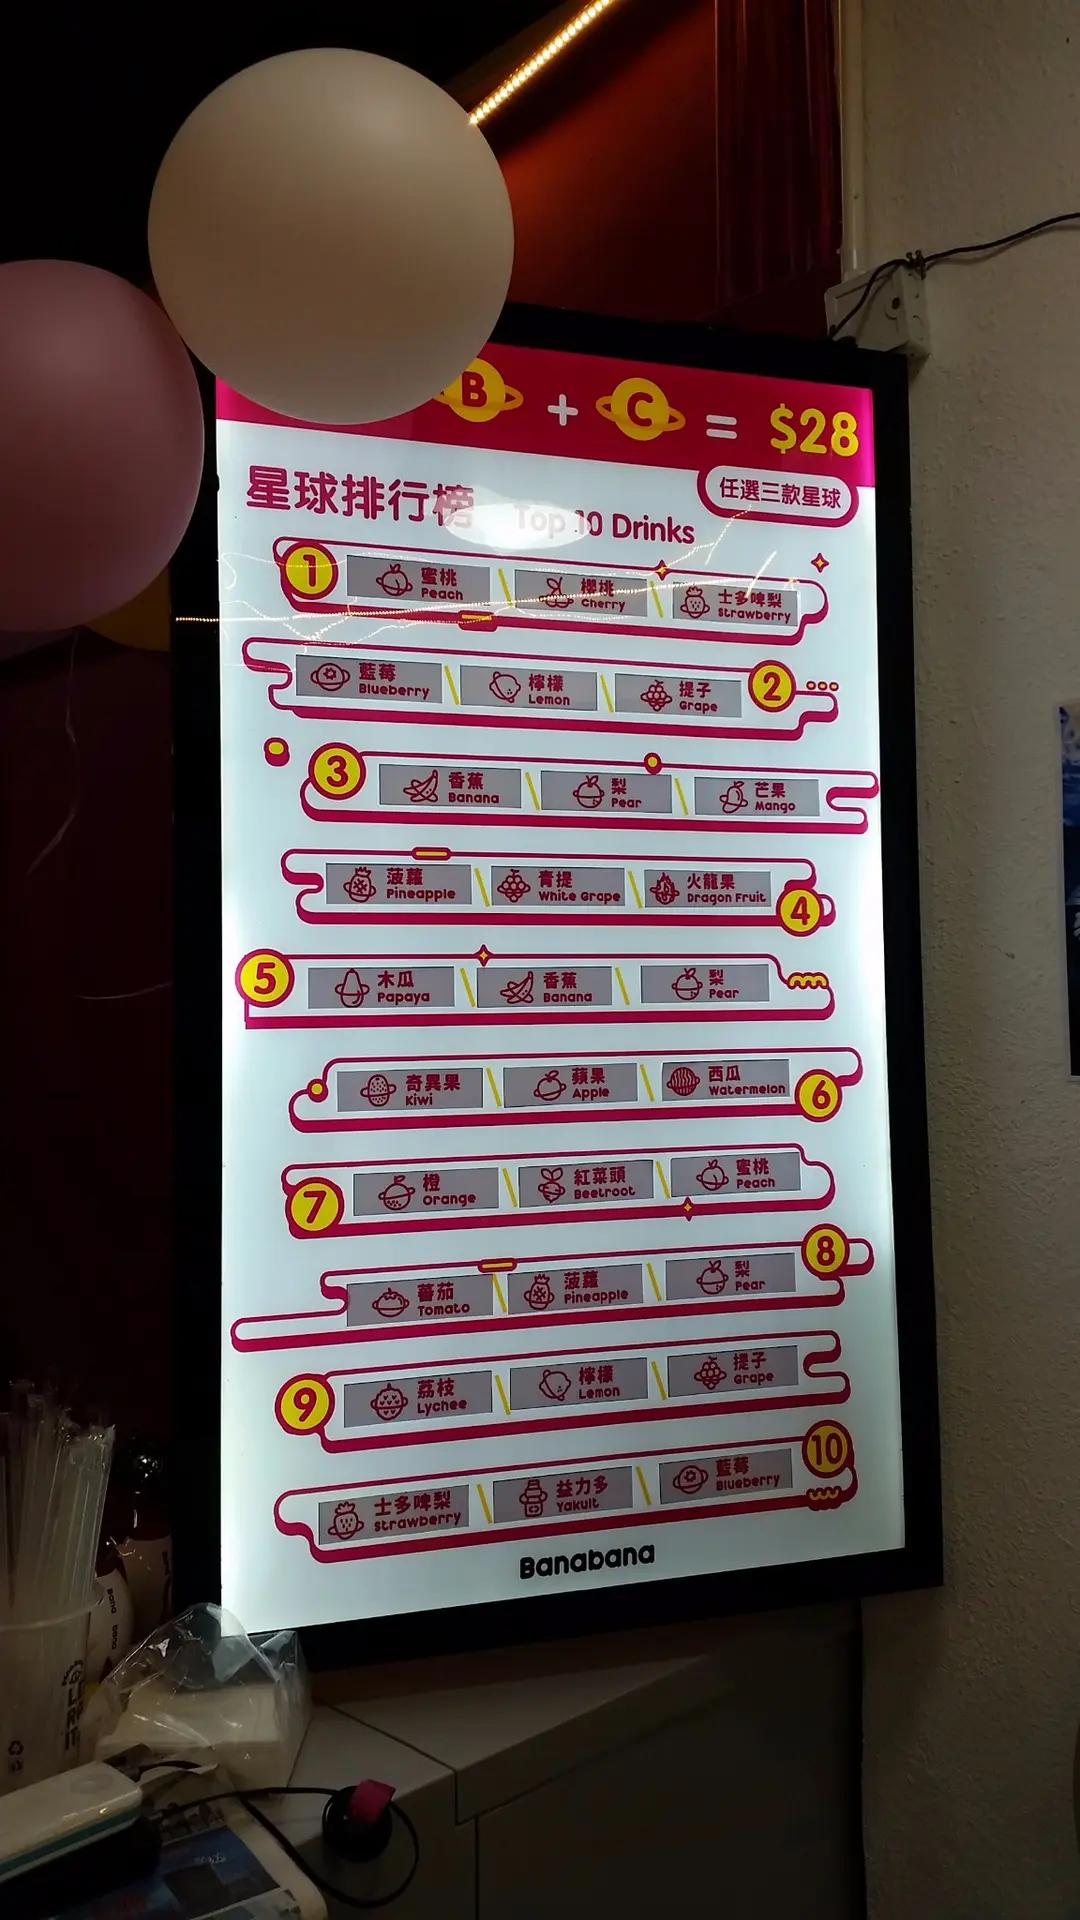 B + C = $28
任選三款星球
星球排行榜 Top 10 Drinks
1 蜜桃 Peach 櫻桃 Cherry 士多啤梨 Strawberry
藍莓 Blueberry 檸檬 Lemon 提子 Grape 2
3 香蕉 Banana 梨 Pear 芒果 Mango
菠蘿 Pineapple 青提 White Grape 火龍果 Dragon Fruit 4
5 木瓜 Papaya 香蕉 Banana 梨 Pear
奇異果 Kiwi 蘋果 Apple 西瓜 Watermelon 6
7 橙 Orange 紅菜頭 Beetroot 蜜桃 Peach
蕃茄 Tomato 菠蘿 Pineapple 梨 Pear 8
9 荔枝 Lychee 檸檬 Lemon 提子 Grape
士多啤梨 Strawberry 益力多 Yakult 藍莓 Blueberry 10
Banabana